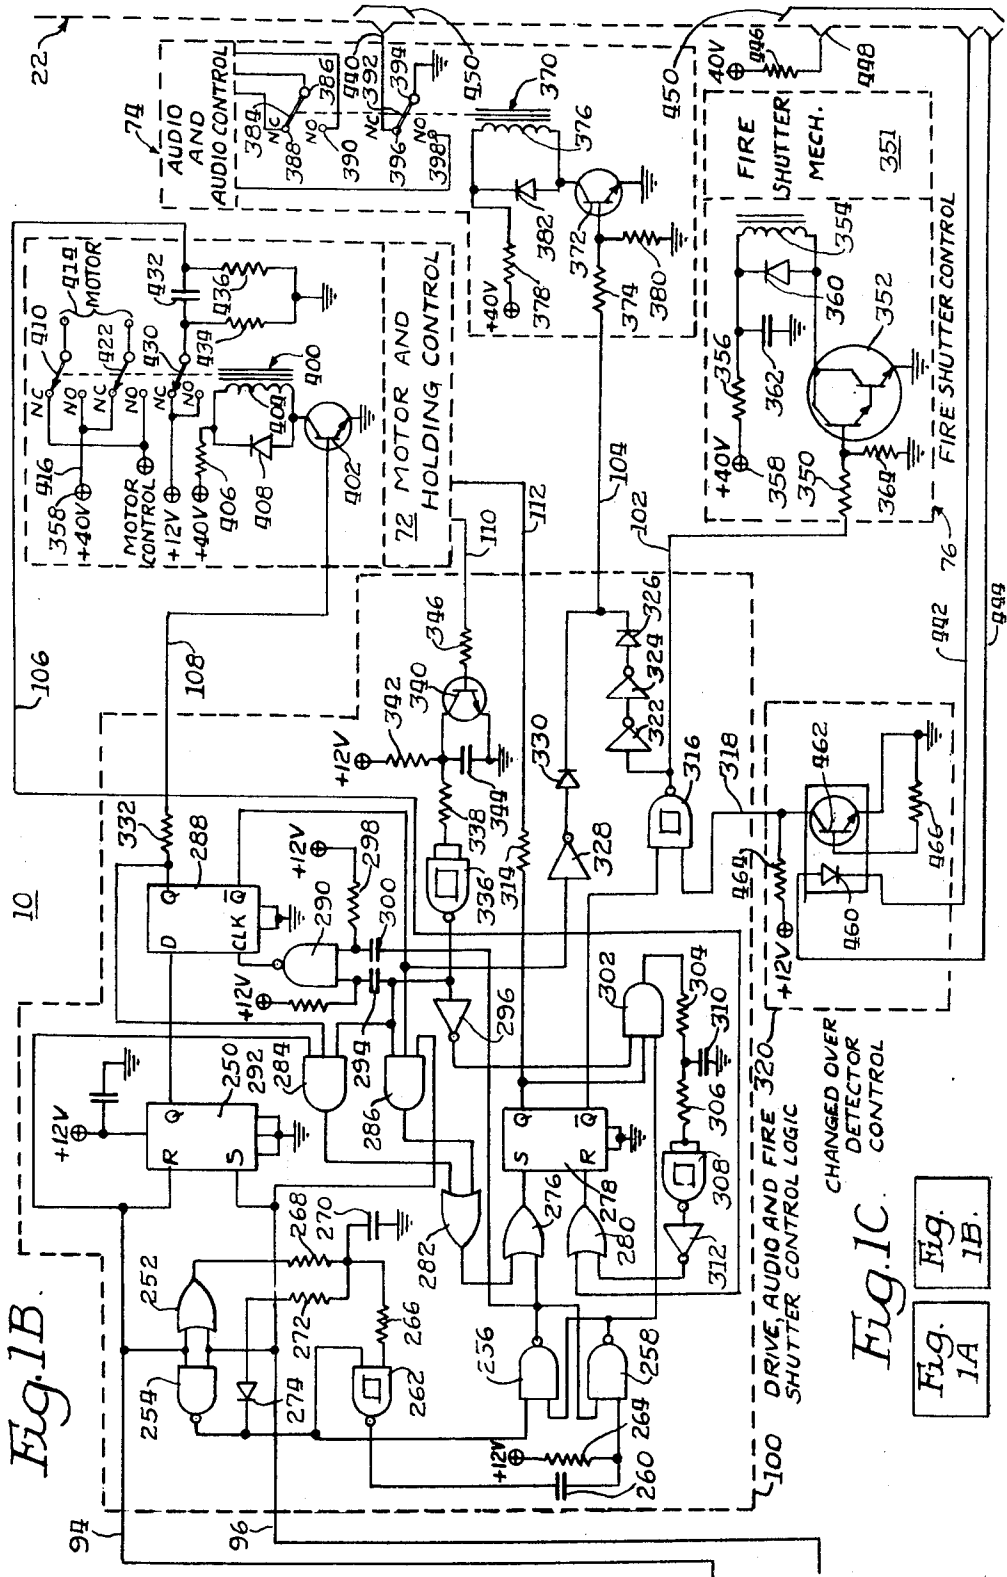 Fig. 1B.
10
22
94
96
106
108
110
112
104
102
+12V
R
Q
S
250
292
D
Q
CLK
Q̅
288
332
290
+12V
298
300
+12V
294
284
286
252
254
268
270
272
274
266
262
282
256
258
264
260
+12V
276
278
280
S
Q
R
Q̅
296
302
304
306
308
310
312
314
316
318
322
324
326
328
330
336
338
340
342
344
346
+12V
100
DRIVE, AUDIO AND FIRE
SHUTTER CONTROL LOGIC
320
CHANGED OVER
DETECTOR
CONTROL
+12V
460
462
464
466
442
444
76
FIRE SHUTTER CONTROL
+40V
358
356
350
364
362
360
354
352
FIRE
SHUTTER
MECH.
351
40V
446
448
450
74
AUDIO
AND
AUDIO CONTROL
NC
384
388
NO
386
390
440
NC
392
394
396
NO
398
450
370
376
382
372
378
+40V
374
380
72 MOTOR AND
HOLDING CONTROL
358
+40V
416
MOTOR
CONTROL
+12V
+40V
NC
410
414
MOTOR
NO
NC
422
NO
NC
430
NO
432
434
436
400
404
406
408
402
Fig. 1C.
Fig.
1A
Fig.
1B.